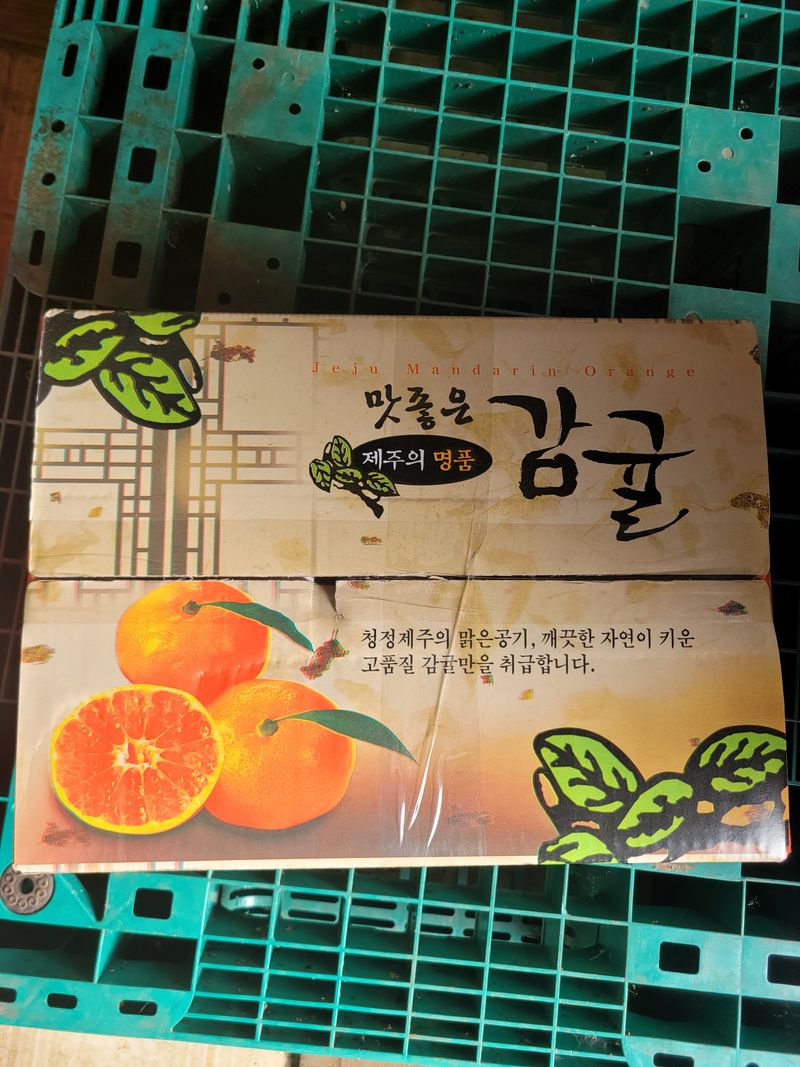 Jeju Mandarin Orange
맛좋은 감귤
제주의 명품
청정제주의 맑은공기, 깨끗한 자연이 키운
고품질 감귤만을 취급합니다.